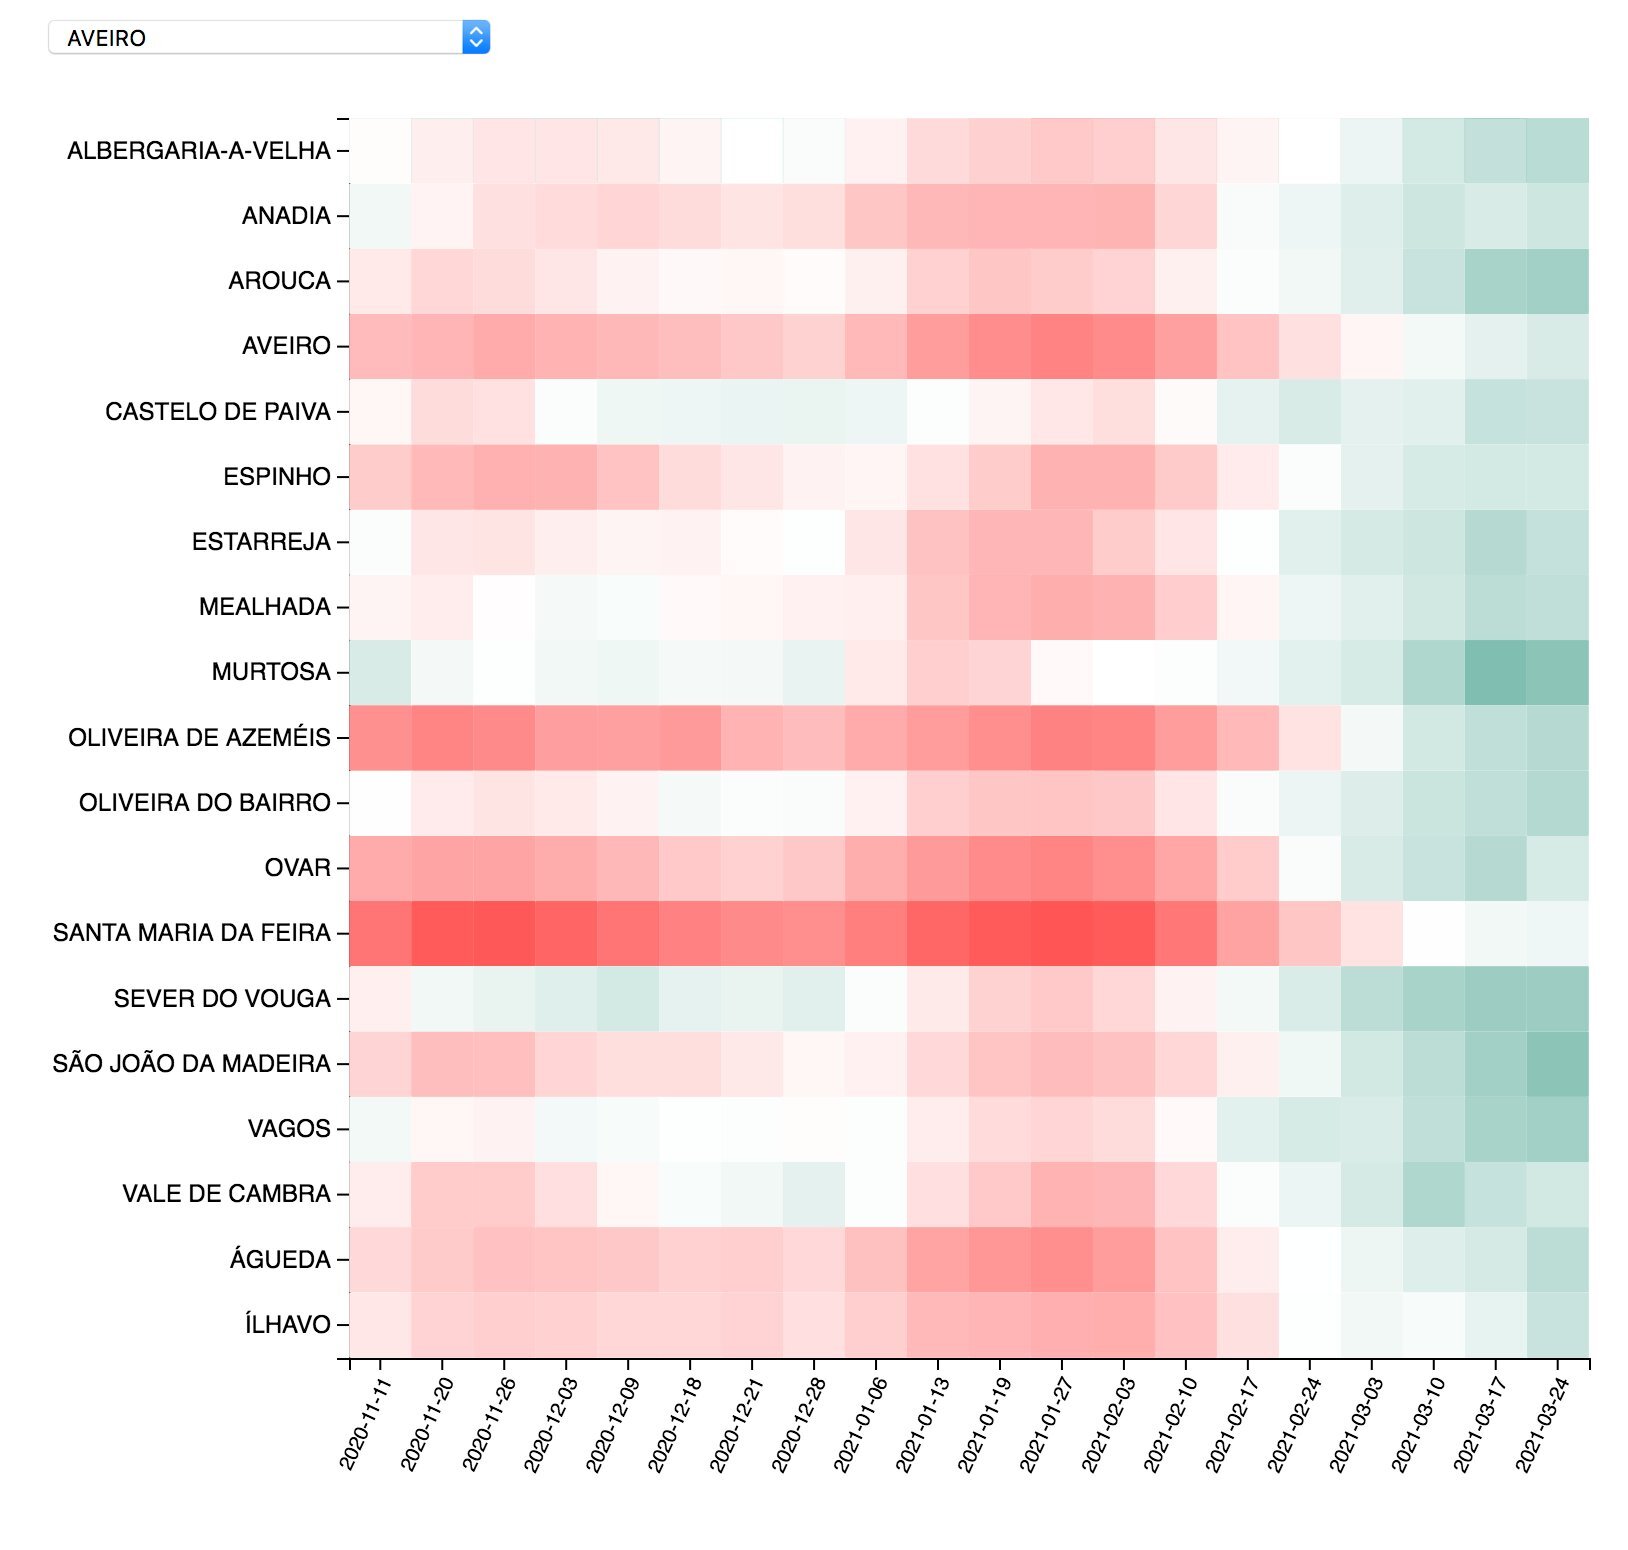 AVEIRO
ALBERGARIA-A-VELHA
ANADIA
AROUCA
AVEIRO
CASTELO DE PAIVA
ESPINHO
ESTARREJA
MEALHADA
MURTOSA
OLIVEIRA DE AZEMÉIS
OLIVEIRA DO BAIRRO
OVAR
SANTA MARIA DA FEIRA
SEVER DO VOUGA
SÃO JOÃO DA MADEIRA
VAGOS
VALE DE CAMBRA
ÁGUEDA
ÍLHAVO
2020-11-11
2020-11-20
2020-11-26
2020-12-03
2020-12-09
2020-12-18
2020-12-21
2020-12-28
2021-01-06
2021-01-13
2021-01-19
2021-01-27
2021-02-03
2021-02-10
2021-02-17
2021-02-24
2021-03-03
2021-03-10
2021-03-17
2021-03-24